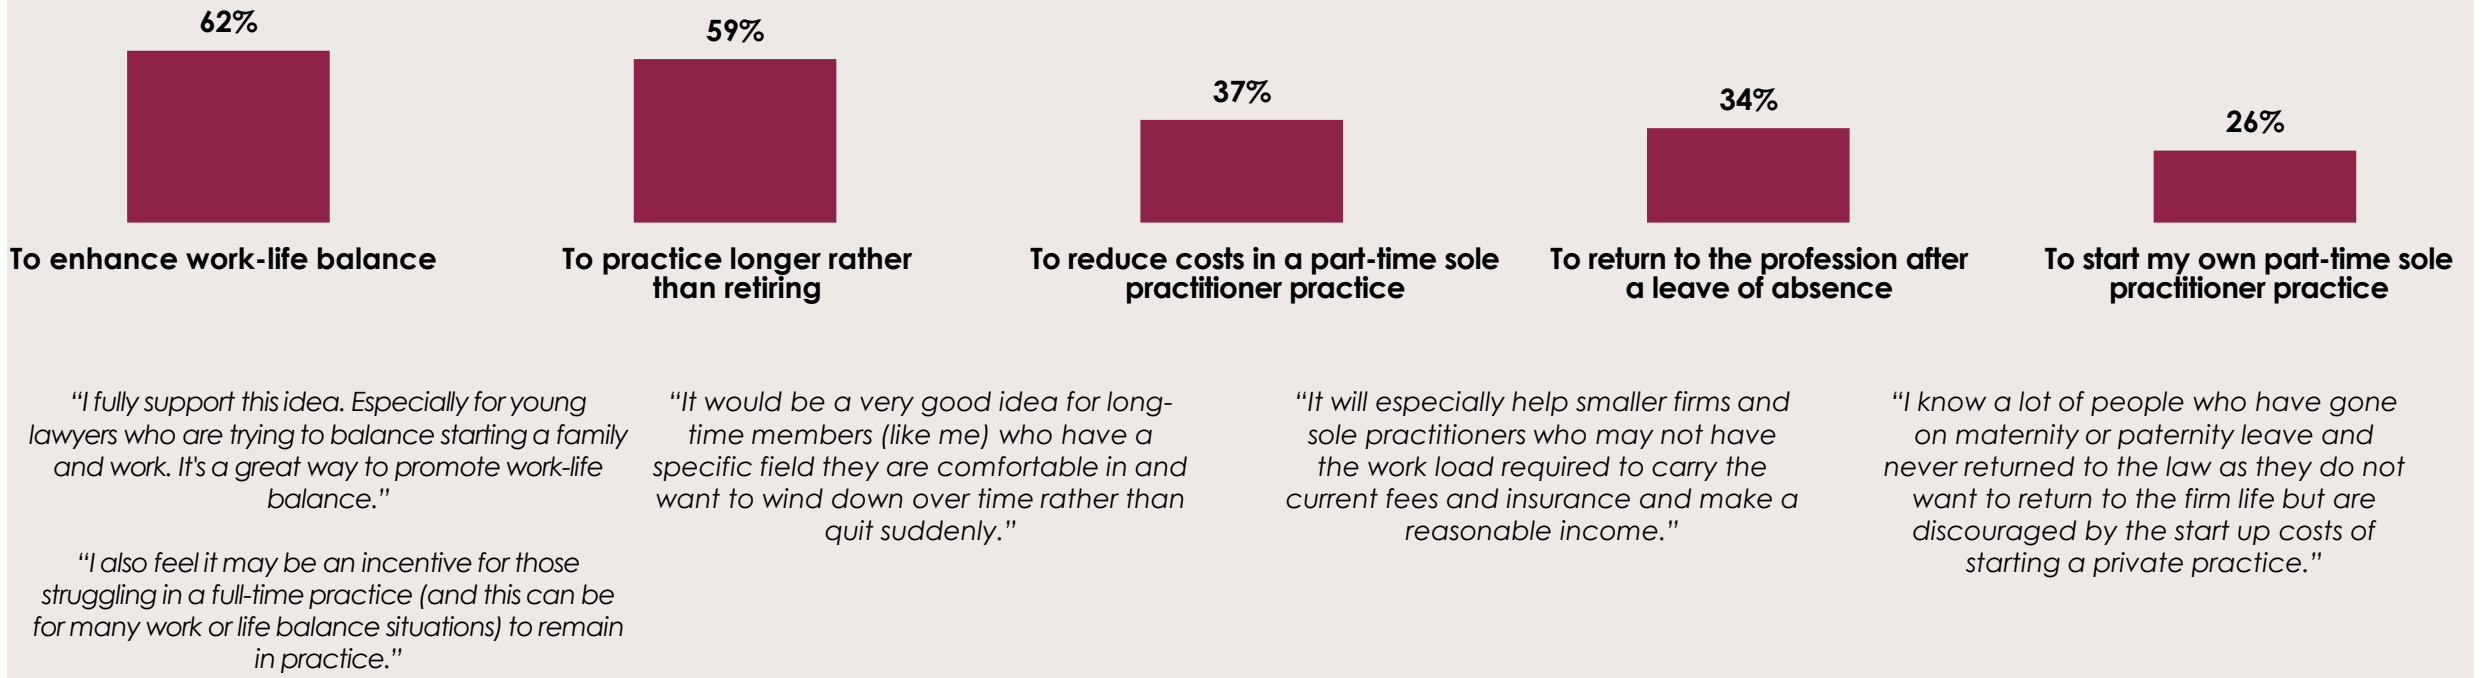 62%
59%
37%
34%
26%
To enhance work-life balance
To practice longer rather
than retiring
To reduce costs in a part-time sole
practitioner practice
To return to the profession after
a leave of absence
To start my own part-time sole
practitioner practice
“I fully support this idea. Especially for young
lawyers who are trying to balance starting a family
and work. It's a great way to promote work-life
balance.”
“I also feel it may be an incentive for those
struggling in a full-time practice (and this can be
for many work or life balance situations) to remain
in practice.”
“It would be a very good idea for long-
time members (like me) who have a
specific field they are comfortable in and
want to wind down over time rather than
quit suddenly.”
“It will especially help smaller firms and
sole practitioners who may not have
the work load required to carry the
current fees and insurance and make a
reasonable income.”
“I know a lot of people who have gone
on maternity or paternity leave and
never returned to the law as they do not
want to return to the firm life but are
discouraged by the start up costs of
starting a private practice.”